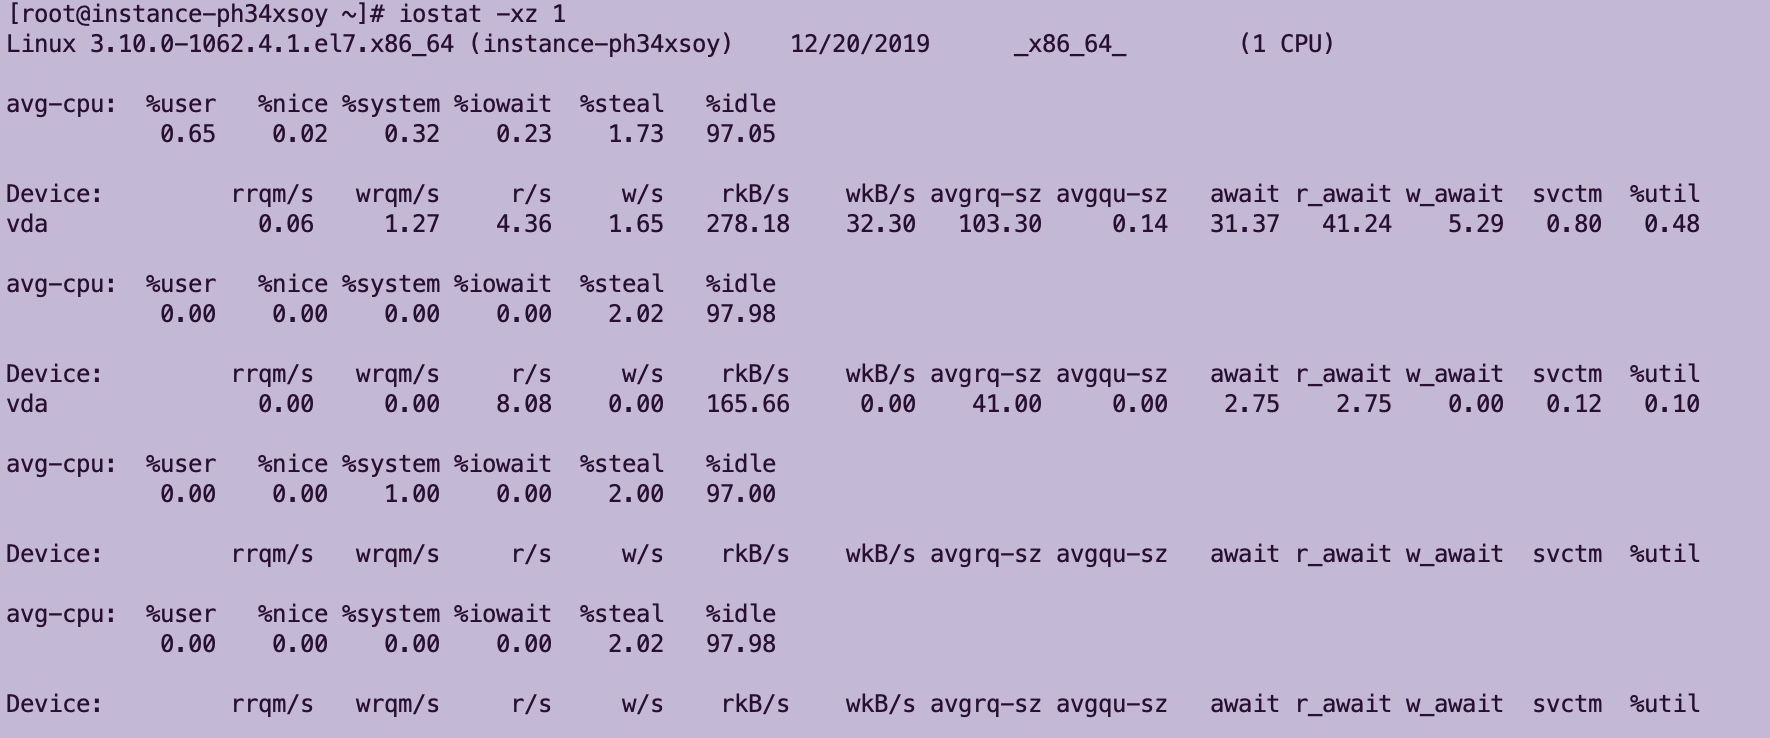 [root@instance-ph34xsoy ~]# iostat -xz 1
Linux 3.10.0-1062.4.1.el7.x86_64 (instance-ph34xsoy)    12/20/2019      _x86_64_        (1 CPU)
avg-cpu:  %user   %nice %system %iowait  %steal   %idle
           0.65    0.02    0.32    0.23    1.73   97.05
Device:         rrqm/s   wrqm/s     r/s     w/s    rkB/s    wkB/s avgrq-sz avgqu-sz   await r_await w_await  svctm  %util
vda               0.06     1.27    4.36    1.65   278.18    32.30   103.30     0.14   31.37   41.24    5.29   0.80   0.48
avg-cpu:  %user   %nice %system %iowait  %steal   %idle
           0.00    0.00    0.00    0.00    2.02   97.98
Device:         rrqm/s   wrqm/s     r/s     w/s    rkB/s    wkB/s avgrq-sz avgqu-sz   await r_await w_await  svctm  %util
vda               0.00     0.00    8.08    0.00   165.66     0.00    41.00     0.00    2.75    2.75    0.00   0.12   0.10
avg-cpu:  %user   %nice %system %iowait  %steal   %idle
           0.00    0.00    1.00    0.00    2.00   97.00
Device:         rrqm/s   wrqm/s     r/s     w/s    rkB/s    wkB/s avgrq-sz avgqu-sz   await r_await w_await  svctm  %util
avg-cpu:  %user   %nice %system %iowait  %steal   %idle
           0.00    0.00    0.00    0.00    2.02   97.98
Device:         rrqm/s   wrqm/s     r/s     w/s    rkB/s    wkB/s avgrq-sz avgqu-sz   await r_await w_await  svctm  %util